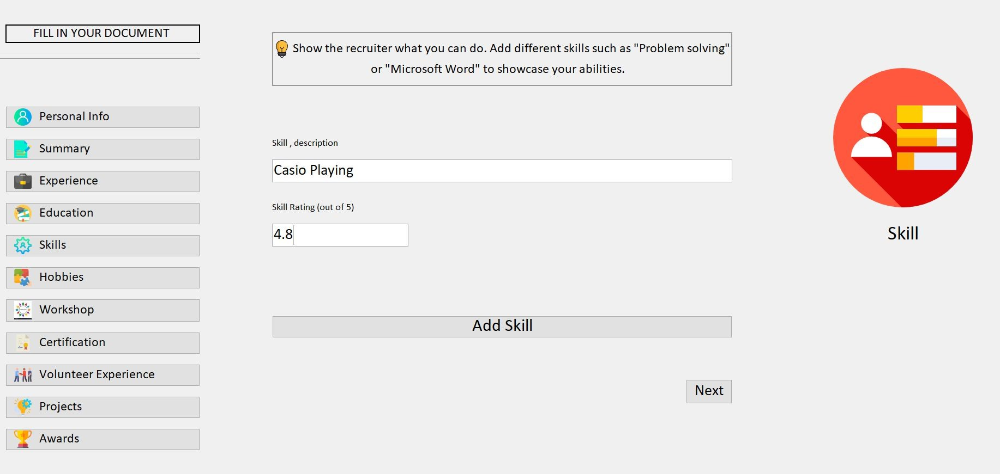 FILL IN YOUR DOCUMENT
Personal Info
Summary
Experience
Education
Skills
Hobbies
Workshop
Certification
Volunteer Experience
Projects
Awards
Show the recruiter what you can do. Add different skills such as "Problem solving"
or "Microsoft Word" to showcase your abilities.
Skill , description
Casio Playing
Skill Rating (out of 5)
4.8
Add Skill
Next
Skill